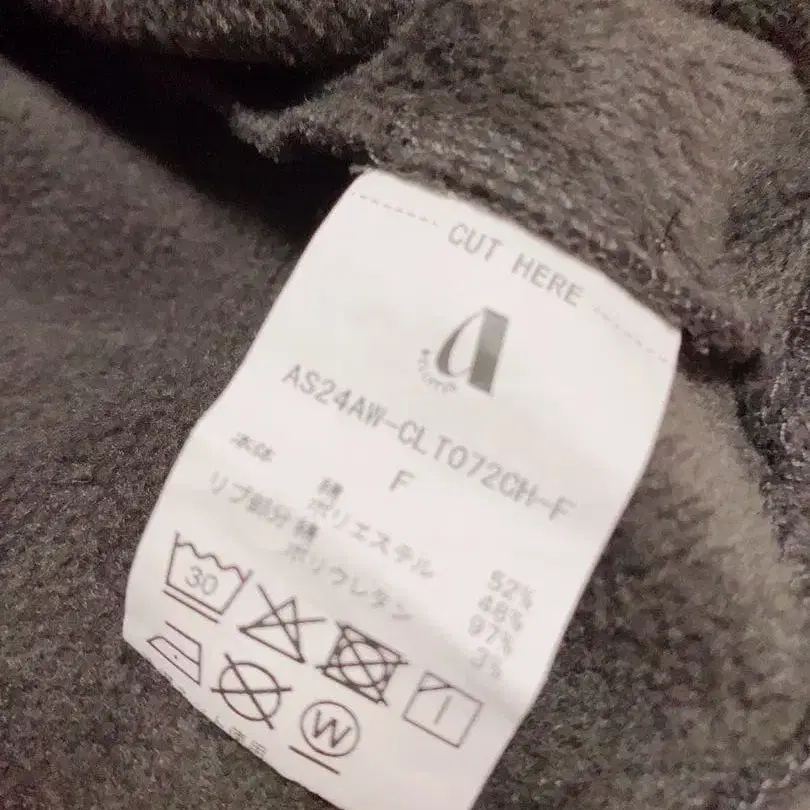 CUT HERE
a
AS24AW-CLT072CH-F
F
本体 綿 52%
ポリエステル 48%
リブ部分 綿 97%
ポリウレタン 3%
30
W